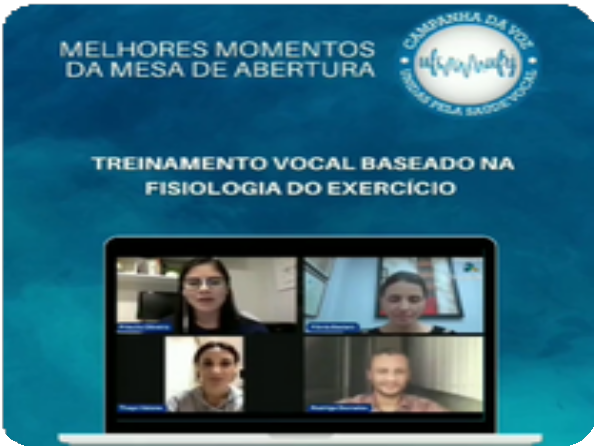 MELHORES MOMENTOS
DA MESA DE ABERTURA
CAMPANHA DA VOZ
UNIDAS PELA SAÚDE VOCAL
TREINAMENTO VOCAL BASEADO NA
FISIOLOGIA DO EXERCÍCIO